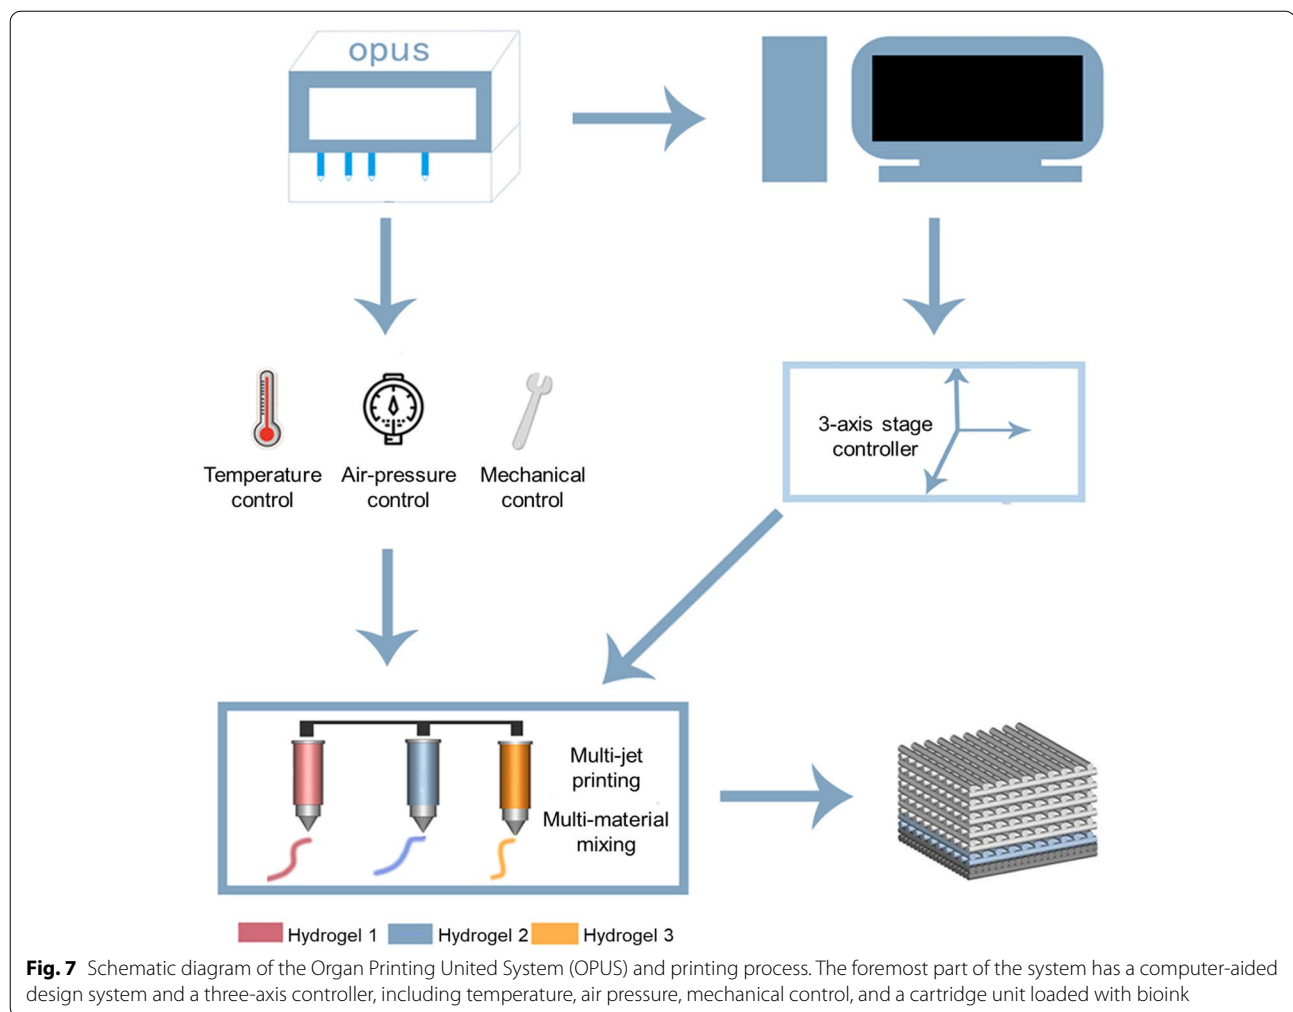 opus
Temperature
control
Air-pressure
control
Mechanical
control
3-axis stage
controller
Multi-jet
printing
Multi-material
mixing
Hydrogel 1
Hydrogel 2
Hydrogel 3
Fig. 7 Schematic diagram of the Organ Printing United System (OPUS) and printing process. The foremost part of the system has a computer-aided
design system and a three-axis controller, including temperature, air pressure, mechanical control, and a cartridge unit loaded with bioink